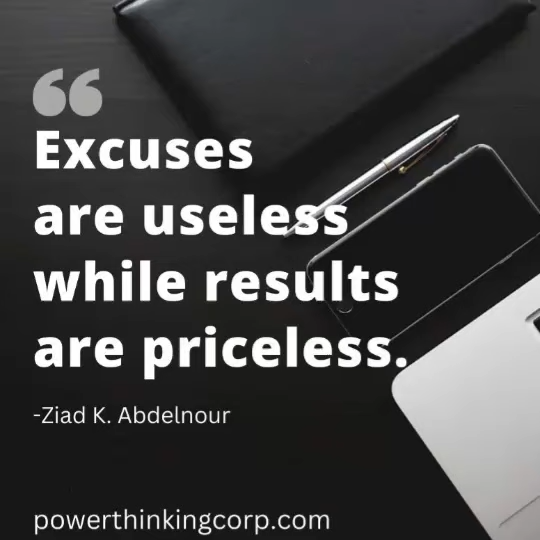 “
Excuses
are useless
while results
are priceless.
-Ziad K. Abdelnour
powerthinkingcorp.com